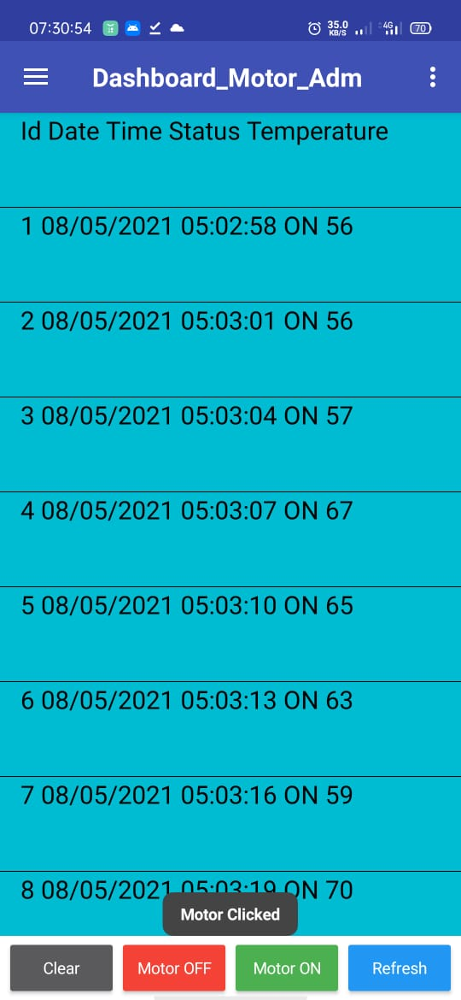 07:30:54 35.0 KB/S 4G 70
Dashboard_Motor_Adm
Id Date Time Status Temperature
1 08/05/2021 05:02:58 ON 56
2 08/05/2021 05:03:01 ON 56
3 08/05/2021 05:03:04 ON 57
4 08/05/2021 05:03:07 ON 67
5 08/05/2021 05:03:10 ON 65
6 08/05/2021 05:03:13 ON 63
7 08/05/2021 05:03:16 ON 59
8 08/05/2021 05:03:19 ON 70
Motor Clicked
Clear Motor OFF Motor ON Refresh